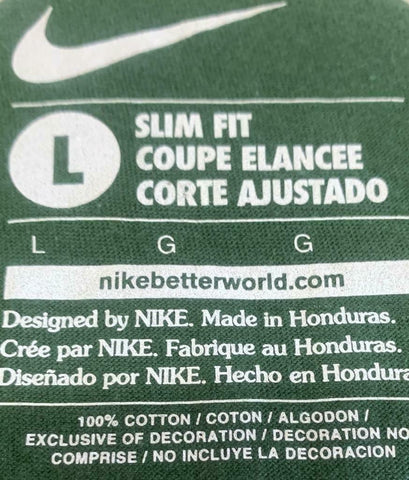 L
SLIM FIT
COUPE ELANCEE
CORTE AJUSTADO
L G G
nikebetterworld.com
Designed by NIKE. Made in Honduras.
Crée par NIKE. Fabrique au Honduras.
Diseñado por NIKE. Hecho en Hondura
100% COTTON / COTON / ALGODON /
EXCLUSIVE OF DECORATION / DECORATION NO
COMPRISE / NO INCLUYE LA DECORACION